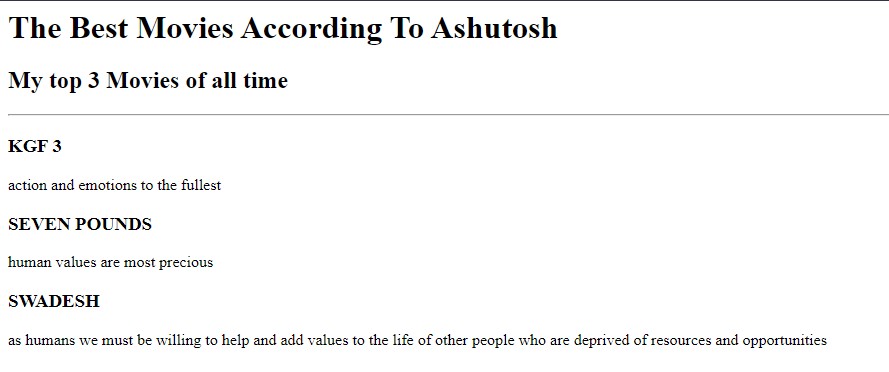 The Best Movies According To Ashutosh
My top 3 Movies of all time
KGF 3
action and emotions to the fullest
SEVEN POUNDS
human values are most precious
SWADESH
as humans we must be willing to help and add values to the life of other people who are deprived of resources and opportunities